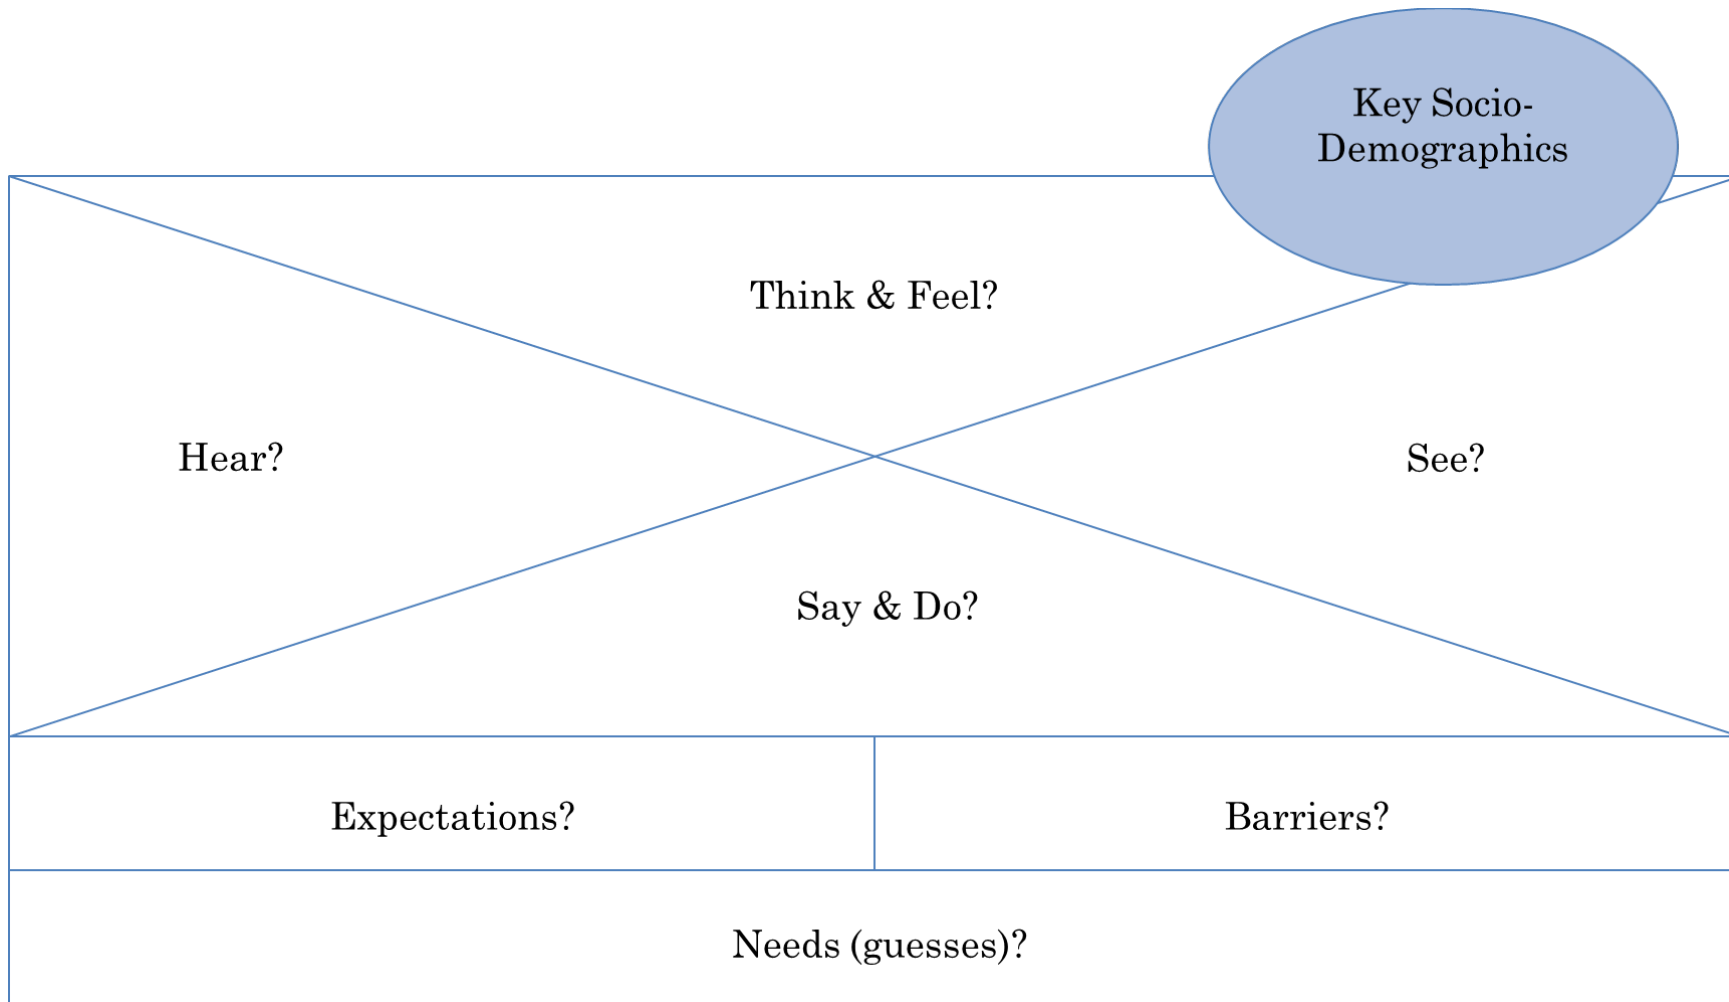 Key Socio-
Demographics
Think & Feel?
Hear?
See?
Say & Do?
Expectations?
Barriers?
Needs (guesses)?